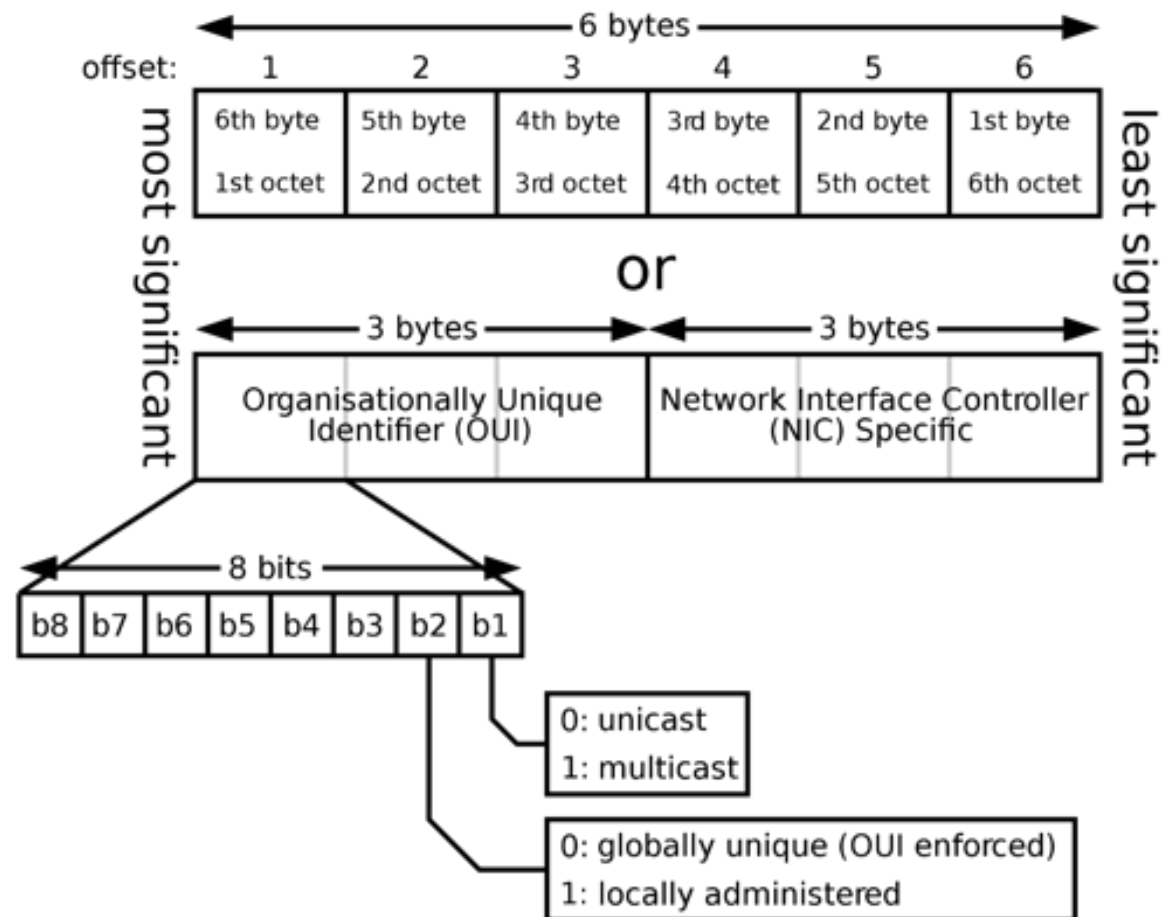 6 bytes
offset: 1 2 3 4 5 6
most significant
6th byte 5th byte 4th byte 3rd byte 2nd byte 1st byte
1st octet 2nd octet 3rd octet 4th octet 5th octet 6th octet
least significant
or
3 bytes 3 bytes
Organisationally Unique
Identifier (OUI)
Network Interface Controller
(NIC) Specific
8 bits
b8 b7 b6 b5 b4 b3 b2 b1
0: unicast
1: multicast
0: globally unique (OUI enforced)
1: locally administered